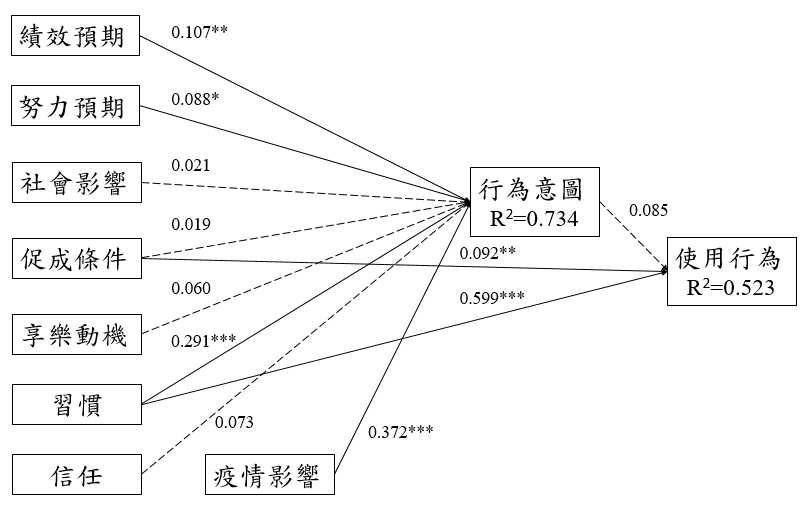 績效預期
0.107**
努力預期
0.088*
社會影響
0.021
促成條件
0.019
享樂動機
0.060
習慣
0.291***
信任
0.073
疫情影響
0.372***
行為意圖
R²=0.734
0.085
0.092**
0.599***
使用行為
R²=0.523